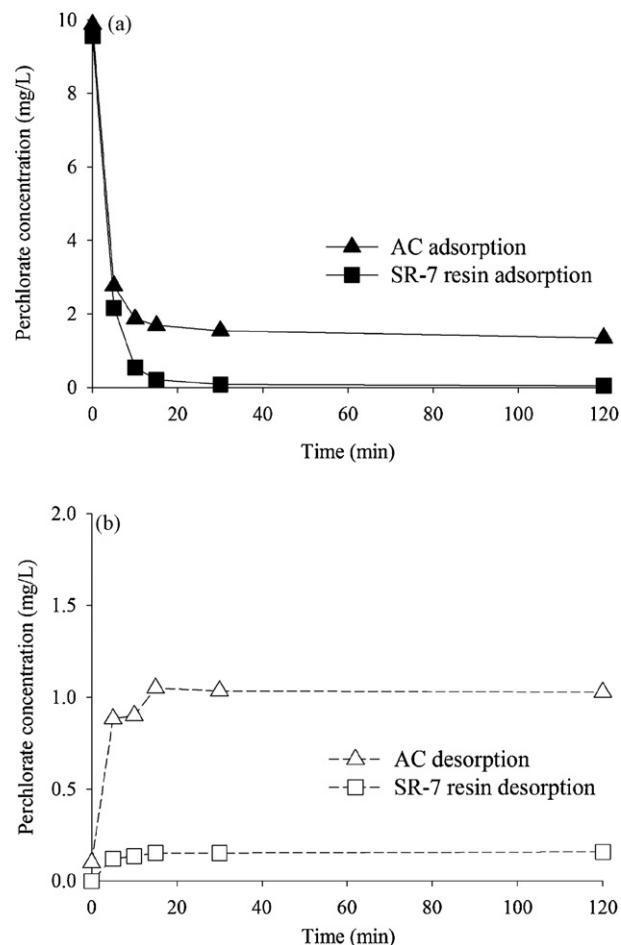 (a)
10
8
6
4
2
0
Perchlorate concentration (mg/L)
AC adsorption
SR-7 resin adsorption
0 20 40 60 80 100 120
Time (min)
(b)
2.0
1.5
1.0
0.5
0.0
Perchlorate concentration (mg/L)
AC desorption
SR-7 resin desorption
0 20 40 60 80 100 120
Time (min)